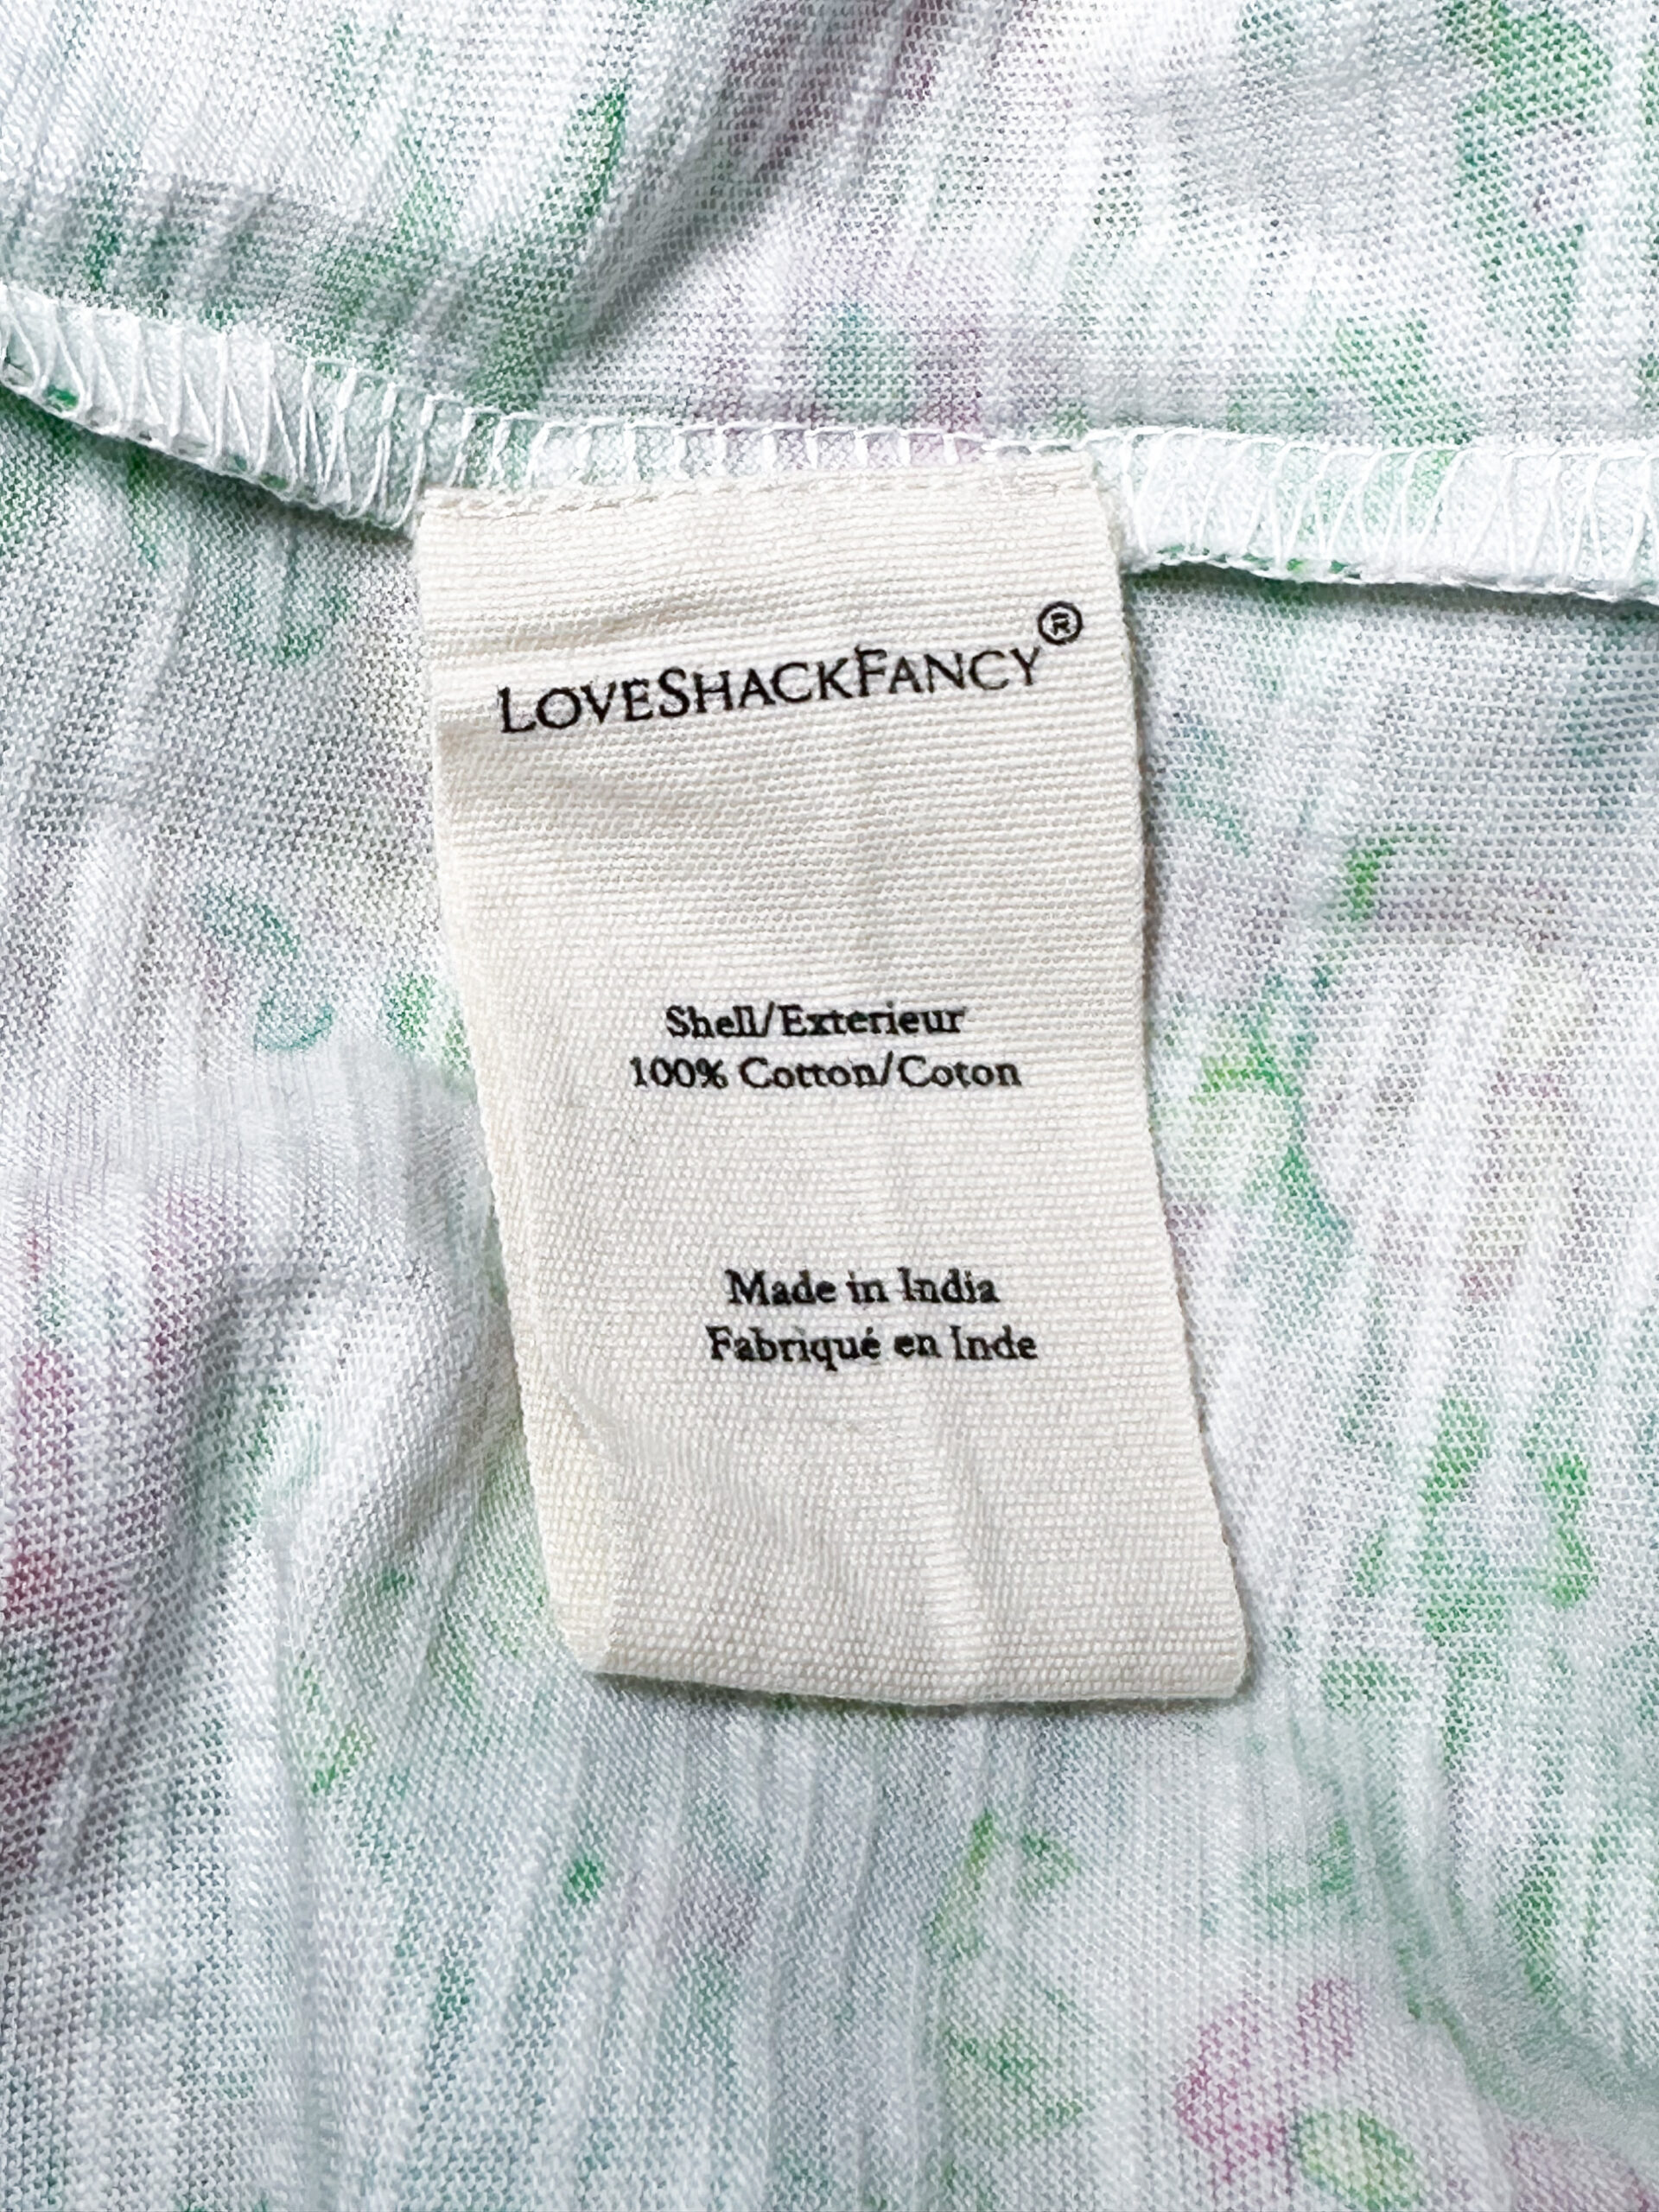 LOVESHACKFANCY®
Shell/Exterieur
100% Cotton/Coton
Made in India
Fabriqué en Inde